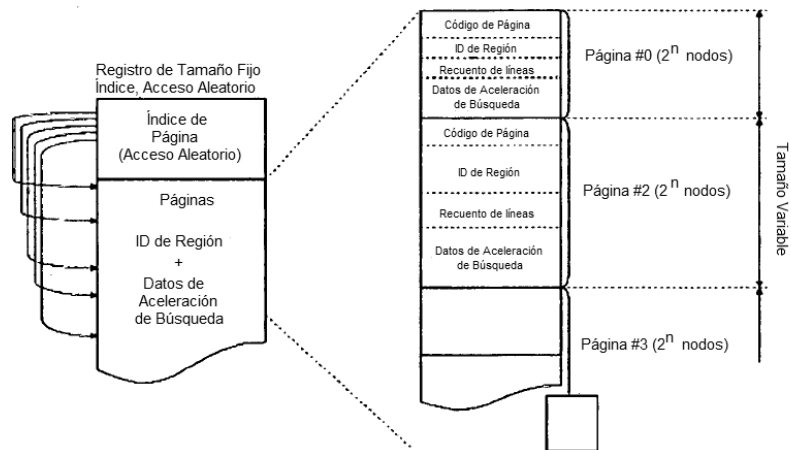 Registro de Tamaño Fijo
Índice, Acceso Aleatorio
Índice de
Página
(Acceso Aleatorio)
Páginas
ID de Región
+
Datos de
Aceleración
de Búsqueda
Código de Página
ID de Región
Recuento de líneas
Datos de Aceleración
de Búsqueda
Página #0 (2^n nodos)
Código de Página
ID de Región
Recuento de líneas
Datos de Aceleración
de Búsqueda
Página #2 (2^n nodos)
Página #3 (2^n nodos)
Tamaño Variable